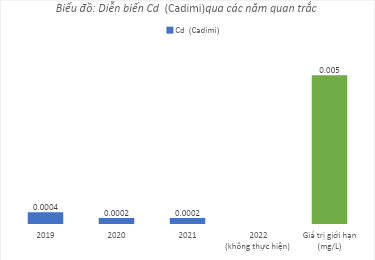 Biểu đồ: Diễn biến Cd (Cadimi)qua các năm quan trắc
Cd (Cadimi)
0.005
0.0004
0.0002
0.0002
2019
2020
2021
2022
(không thực hiện)
Giá trị giới hạn
(mg/L)